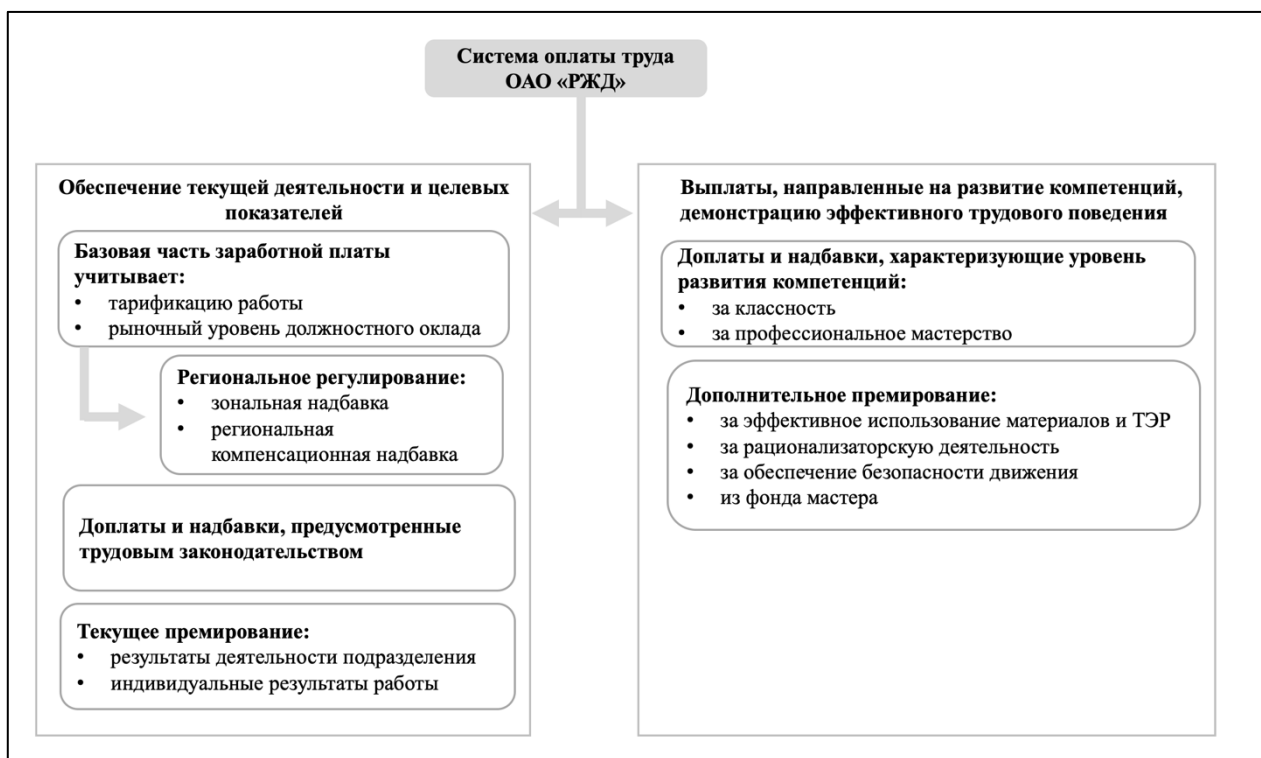 Система оплаты труда
ОАО «РЖД»
Обеспечение текущей деятельности и целевых
показателей
Базовая часть заработной платы
учитывает:
• тарификацию работы
• рыночный уровень должностного оклада
Региональное регулирование:
• зональная надбавка
• региональная
компенсационная надбавка
Доплаты и надбавки, предусмотренные
трудовым законодательством
Текущее премирование:
• результаты деятельности подразделения
• индивидуальные результаты работы
Выплаты, направленные на развитие компетенций,
демонстрацию эффективного трудового поведения
Доплаты и надбавки, характеризующие уровень
развития компетенций:
• за классность
• за профессиональное мастерство
Дополнительное премирование:
• за эффективное использование материалов и ТЭР
• за рационализаторскую деятельность
• за обеспечение безопасности движения
• из фонда мастера